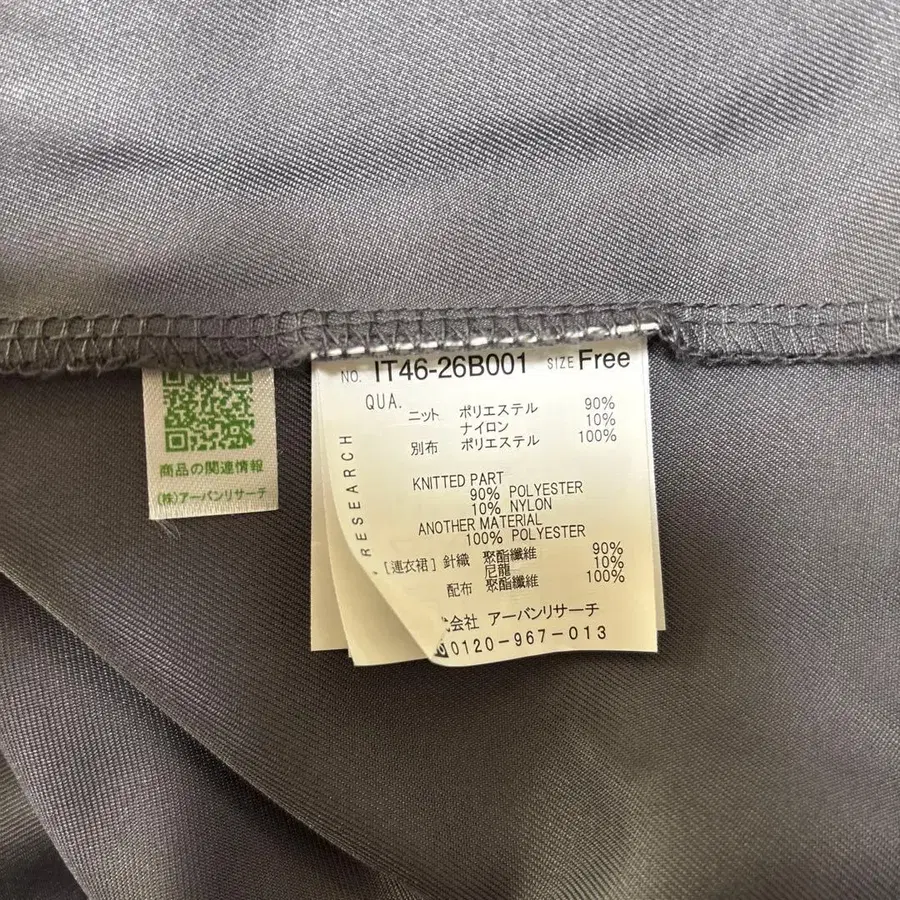 NO. IT46-26B001 SIZE Free
QUA.
ニット ポリエステル 90%
ナイロン 10%
別布 ポリエステル 100%
RESEARCH
KNITTED PART
90% POLYESTER
10% NYLON
ANOTHER MATERIAL
100% POLYESTER
[連衣裙] 針織 聚酯纖維 90%
尼龍 10%
配布 聚酯纖維 100%
式会社 アーバンリサーチ
0120-967-013
商品の関連情報
(株)アーバンリサーチ